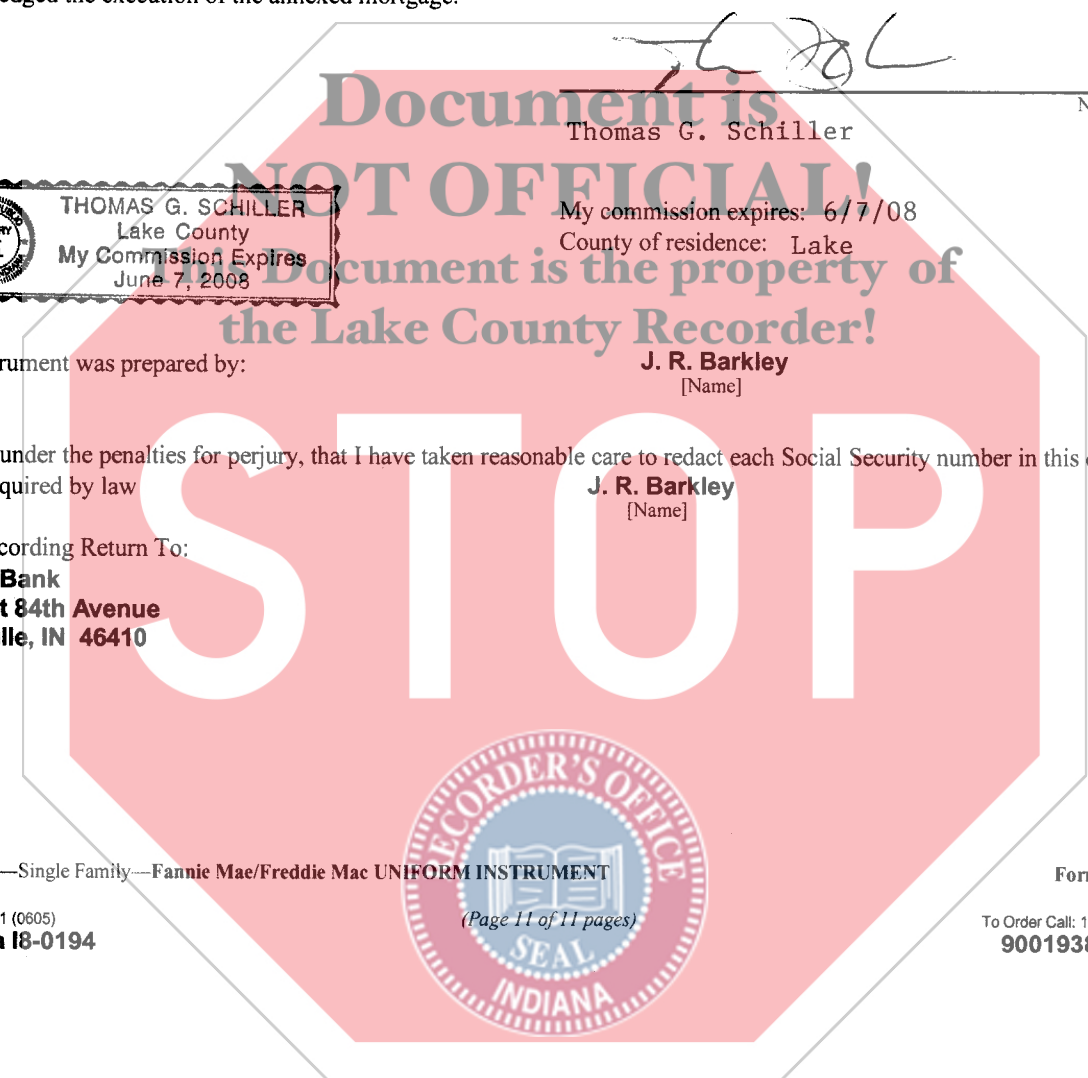 edged the execution of the annexed mortgage.
Document is
Thomas G. Schiller
NOT OFFICIAL!
THOMAS G. SCHILLER
Lake County
My Commission Expires
June 7, 2008
My commission expires: 6/7/08
County of residence: Lake
This Document is the property of
the Lake County Recorder!
rument was prepared by:
J. R. Barkley
[Name]
STOP
under the penalties for perjury, that I have taken reasonable care to redact each Social Security number in this
quired by law
J. R. Barkley
[Name]
cording Return To:
Bank
t 84th Avenue
lle, IN 46410
RECORDER'S OFFICE
SEAL
INDIANA
—Single Family—Fannie Mae/Freddie Mac UNIFORM INSTRUMENT
Form
1 (0605)
(Page 11 of 11 pages)
To Order Call: 1
I8-0194
9001938